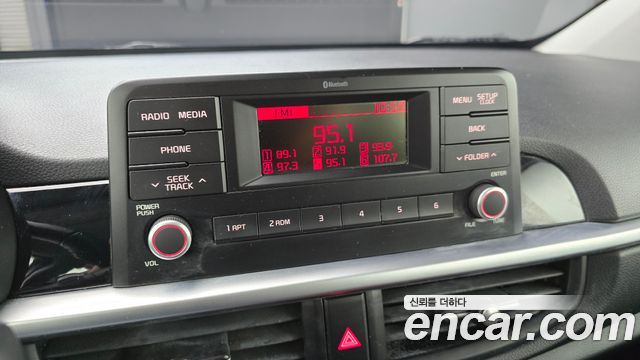 Bluetooth
RADIO MEDIA
PHONE
SEEK
TRACK
POWER
PUSH
VOL
FM1
95.1
1 89.1 2 91.9 3 93.9
4 97.3 5 95.1 6 107.7
MENU SETUP
CLOCK
BACK
FOLDER
ENTER
FILE TUNE
1 RPT 2 RDM 3 4 5 6
신뢰를 더하다
encar.com